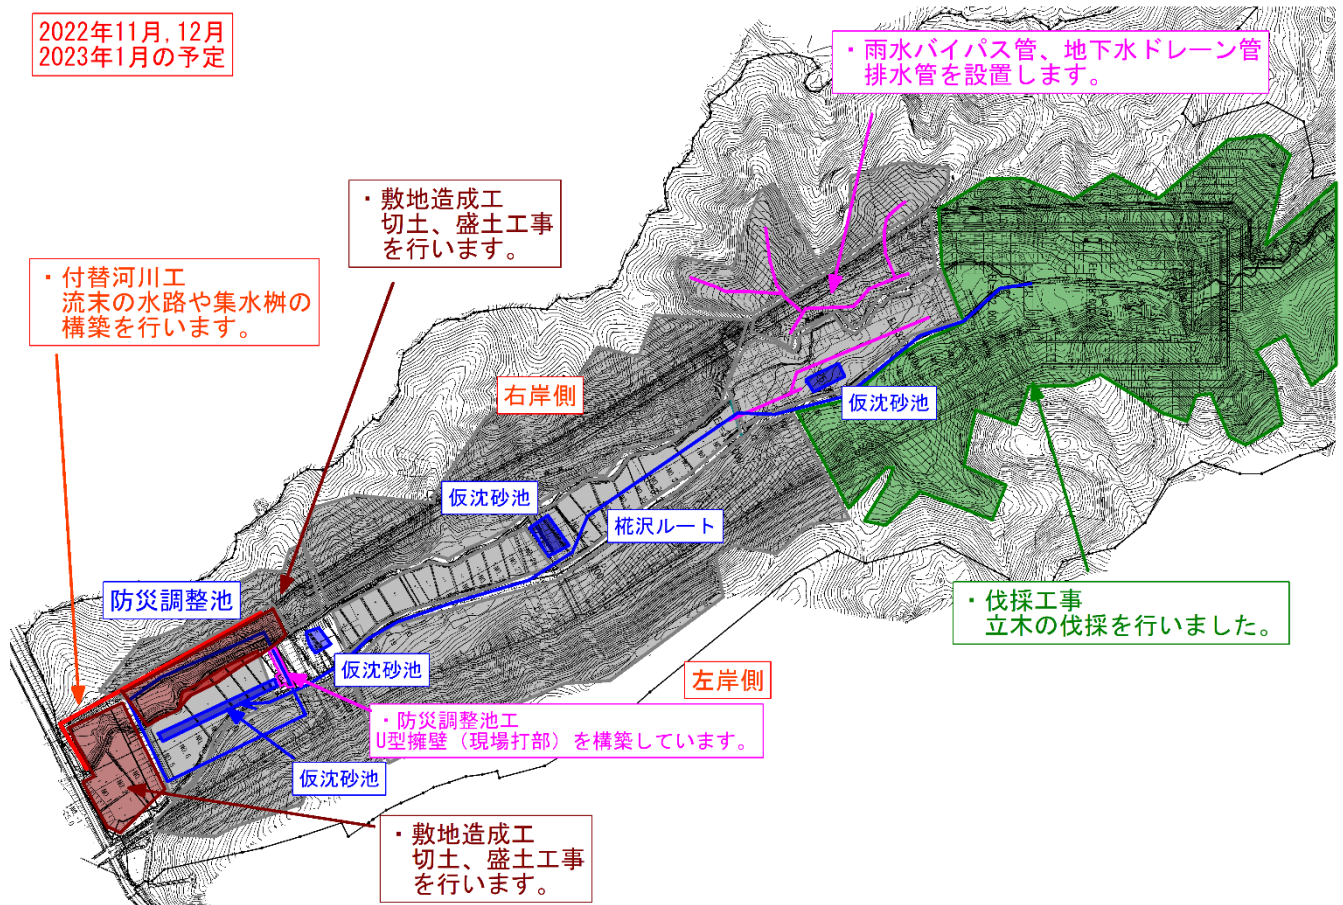 2022年11月,12月
2023年1月の予定
・雨水バイパス管、地下水ドレーン管
排水管を設置します。
・敷地造成工
切土、盛土工事
を行います。
・付替河川工
流末の水路や集水桝の
構築を行います。
右岸側
仮沈砂池
仮沈砂池
椛沢ルート
防災調整池
・伐採工事
立木の伐採を行いました。
仮沈砂池
左岸側
・防災調整池工
U型擁壁（現場打部）を構築しています。
仮沈砂池
・敷地造成工
切土、盛土工事
を行います。